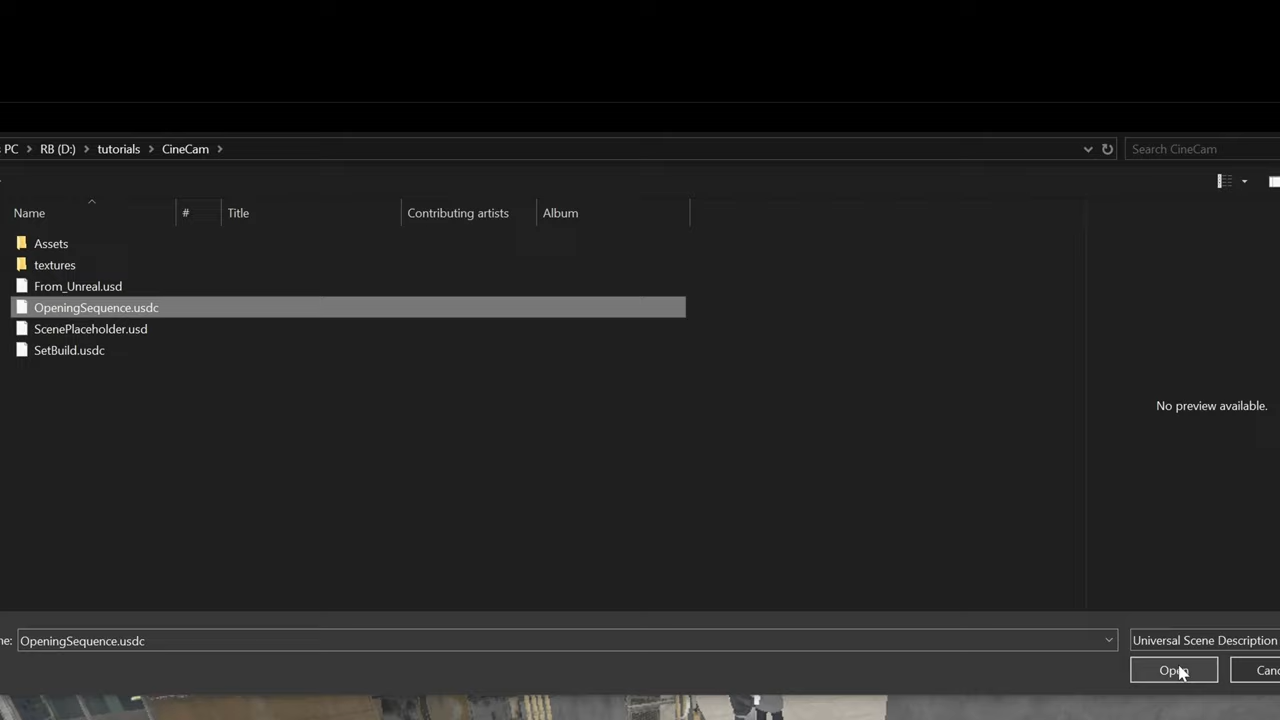 PC > RB (D:) > tutorials > CineCam >
Search CineCam
Name # Title Contributing artists Album
Assets
textures
From_Unreal.usd
OpeningSequence.usdc
ScenePlaceholder.usd
SetBuild.usdc
No preview available.
OpeningSequence.usdc
Universal Scene Description
Open